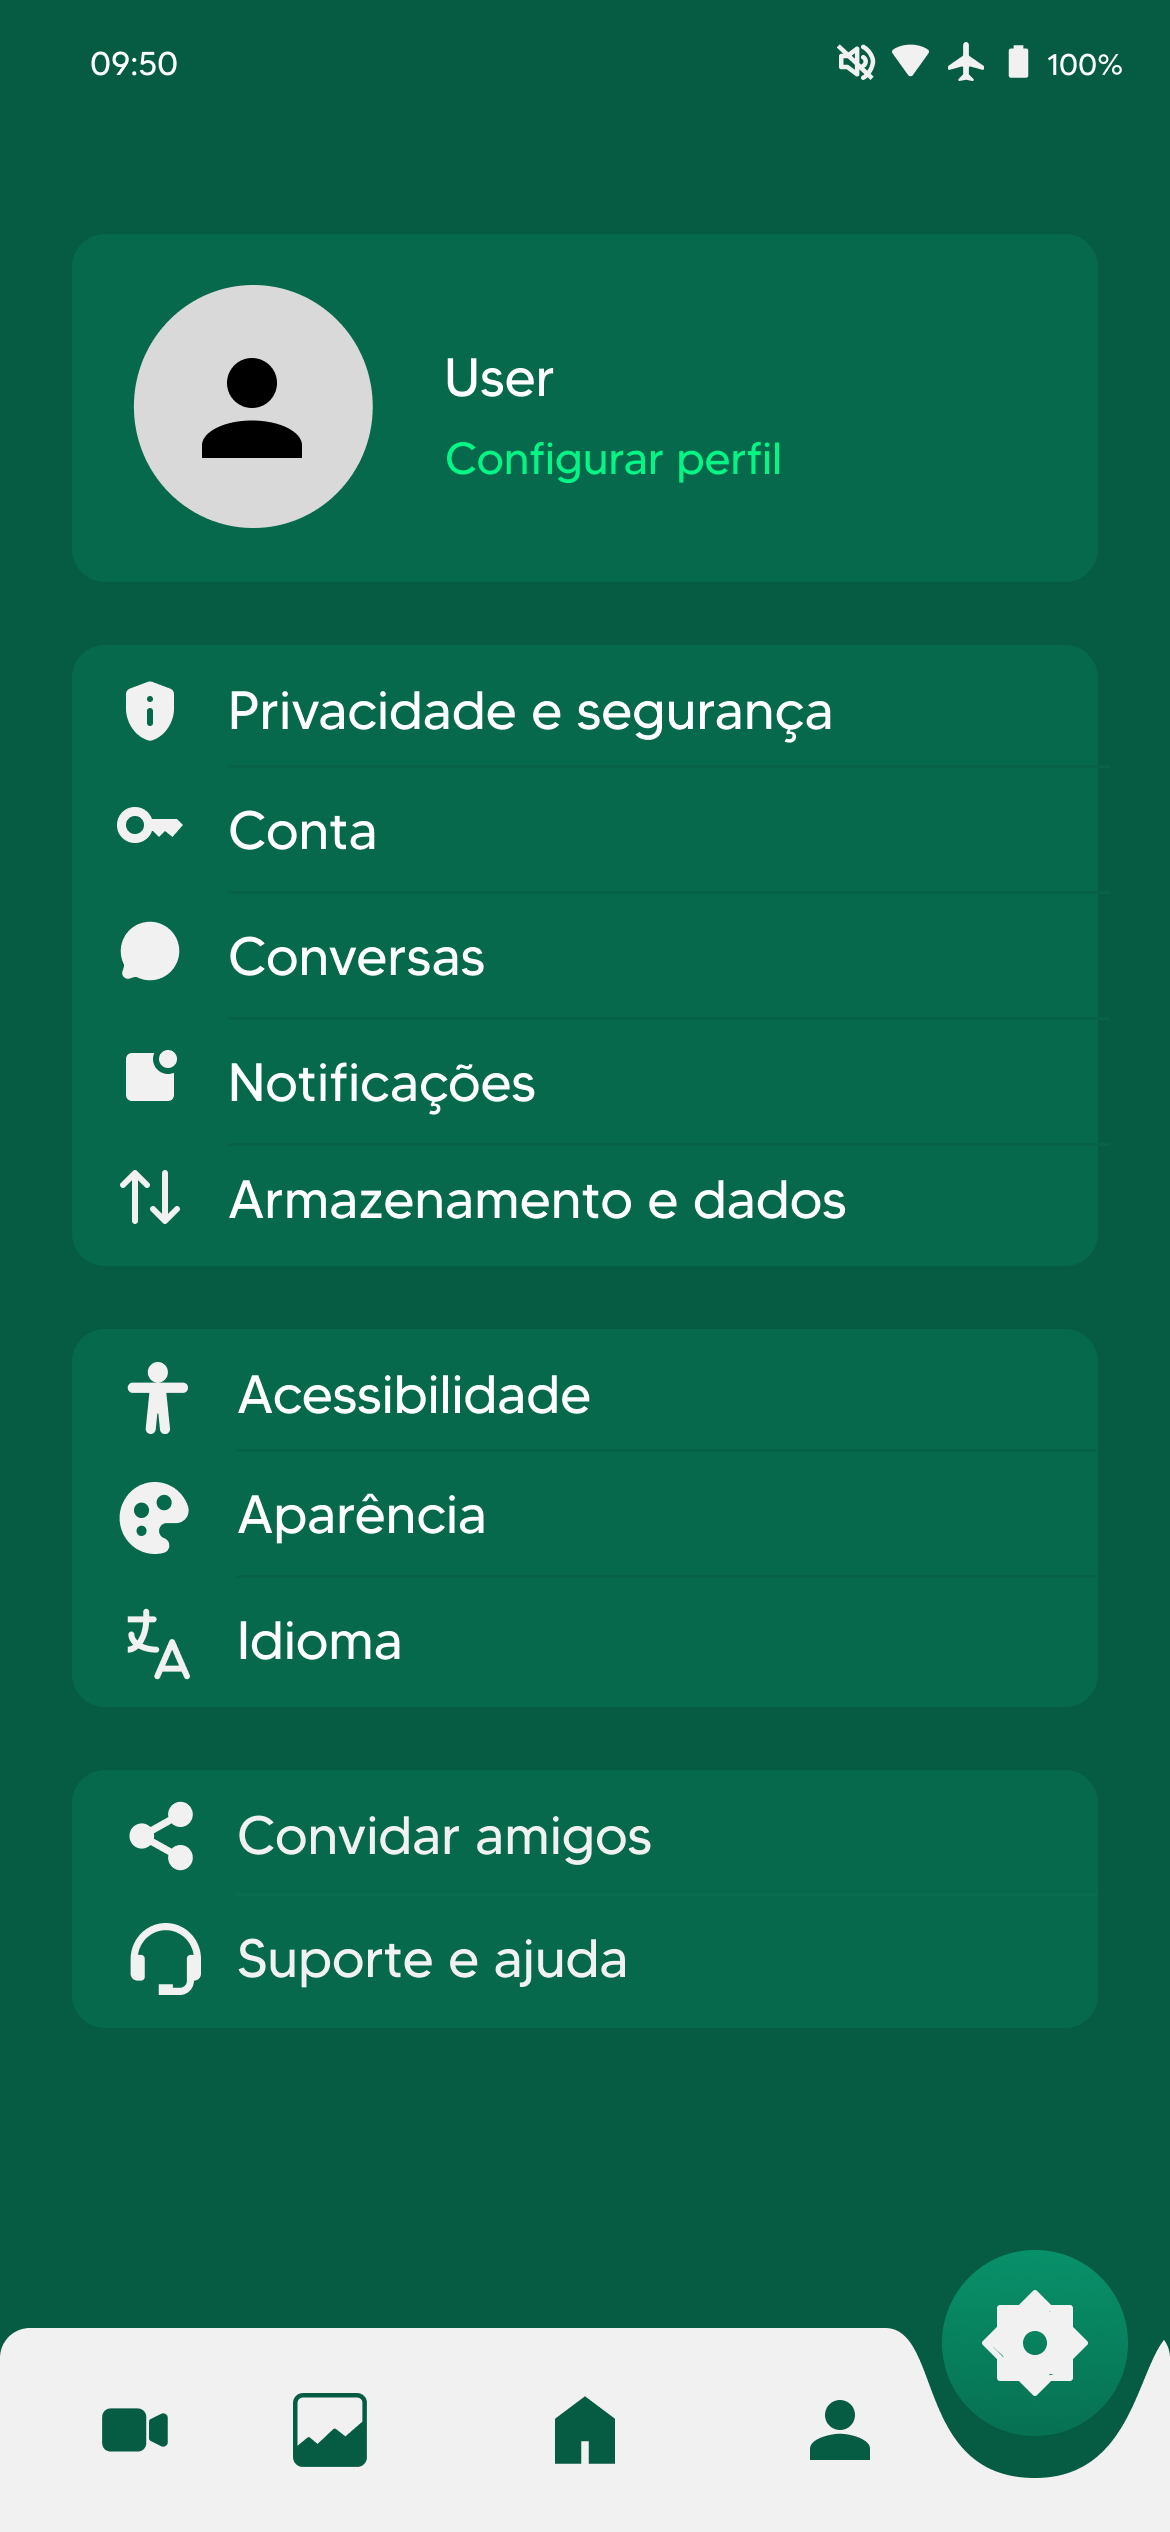 09:50
100%
User
Configurar perfil
Privacidade e segurança
Conta
Conversas
Notificações
Armazenamento e dados
Acessibilidade
Aparência
Idioma
Convidar amigos
Suporte e ajuda